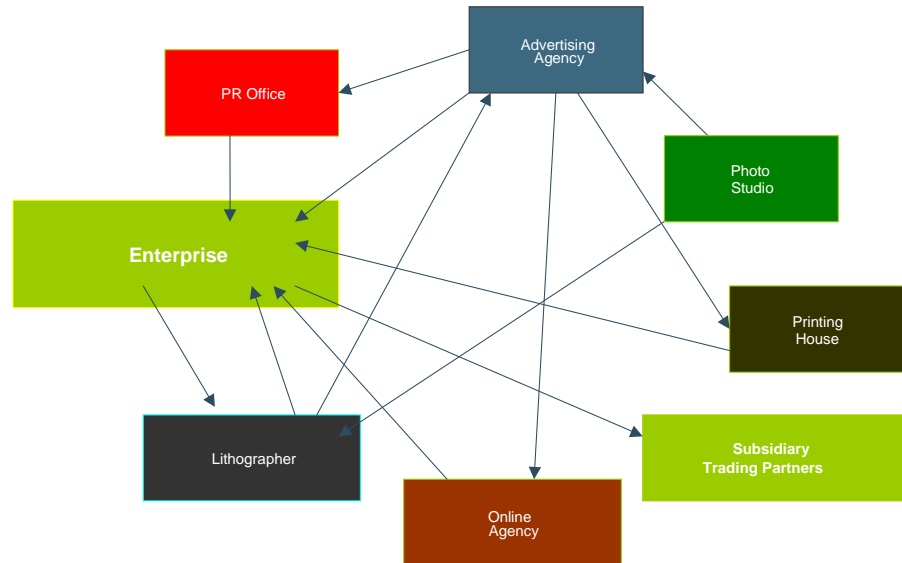 Advertising
Agency
PR Office
Photo
Studio
Enterprise
Printing
House
Subsidiary
Trading Partners
Lithographer
Online
Agency